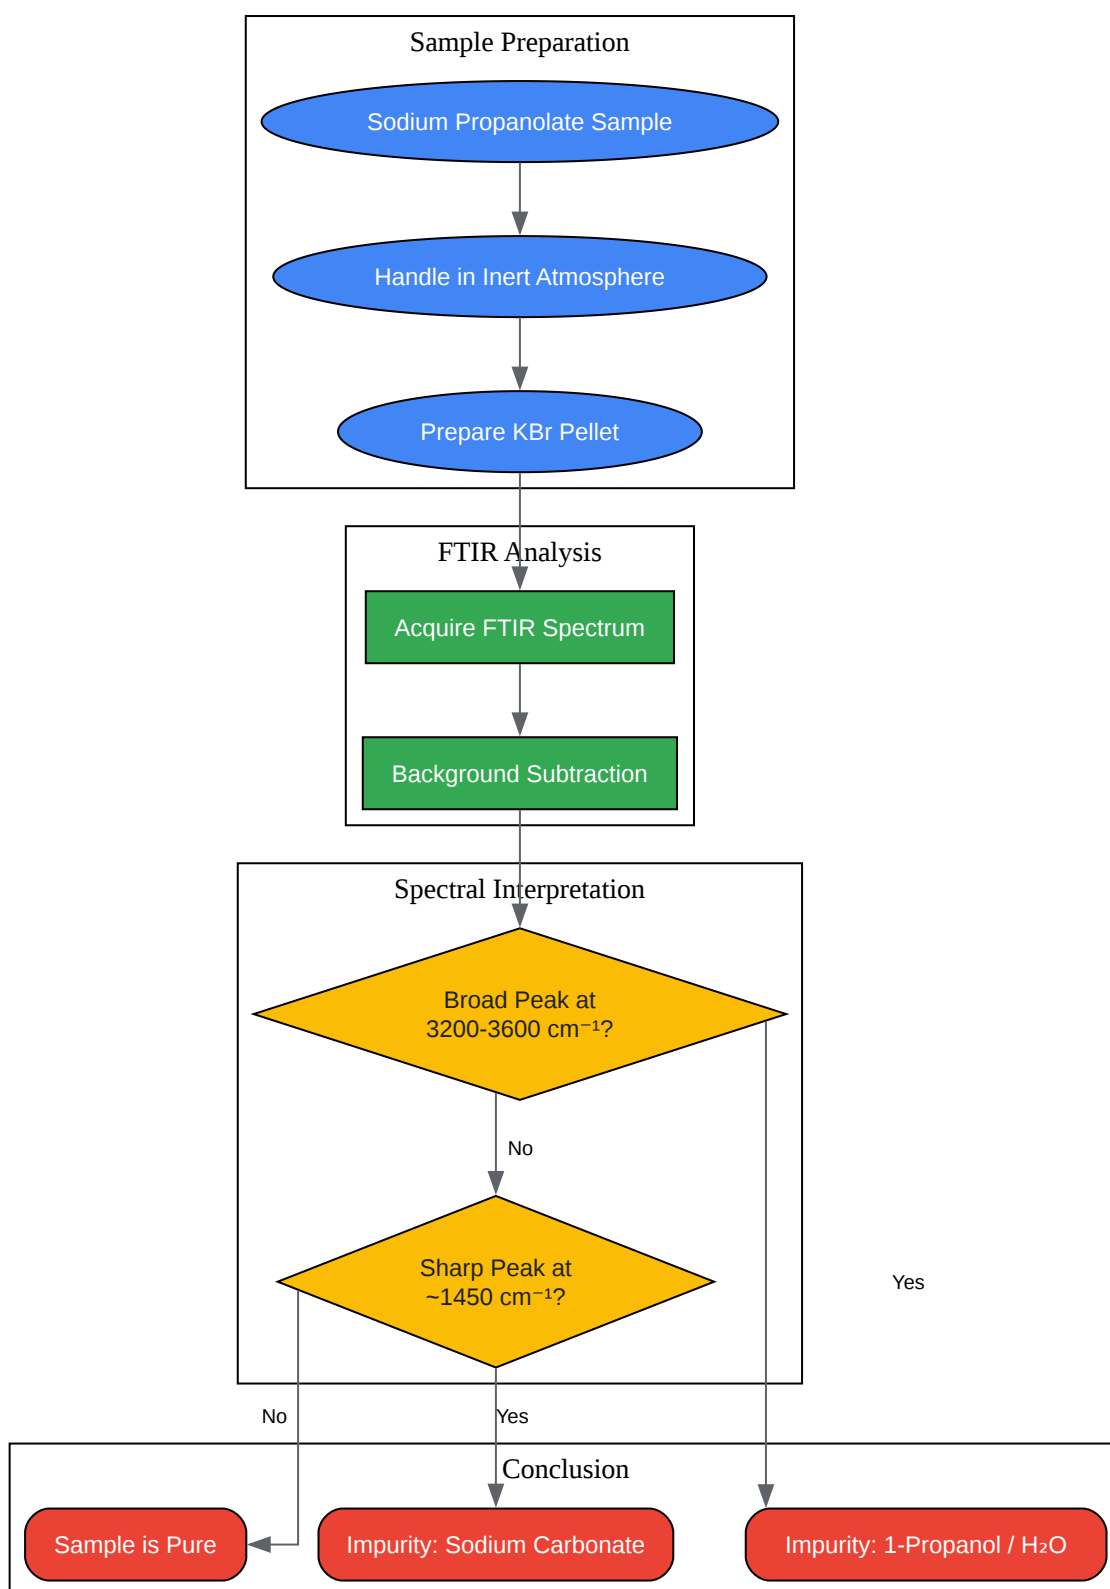 Sample Preparation
Sodium Propanolate Sample
Handle in Inert Atmosphere
Prepare KBr Pellet
FTIR Analysis
Acquire FTIR Spectrum
Background Subtraction
Spectral Interpretation
Broad Peak at
3200-3600 cm⁻¹?
No
Sharp Peak at
~1450 cm⁻¹?
Yes
No
Yes
Conclusion
Sample is Pure
Impurity: Sodium Carbonate
Impurity: 1-Propanol / H₂O